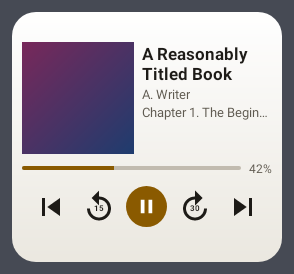 A Reasonably
Titled Book
A. Writer
Chapter 1. The Begin...
42%
15
30